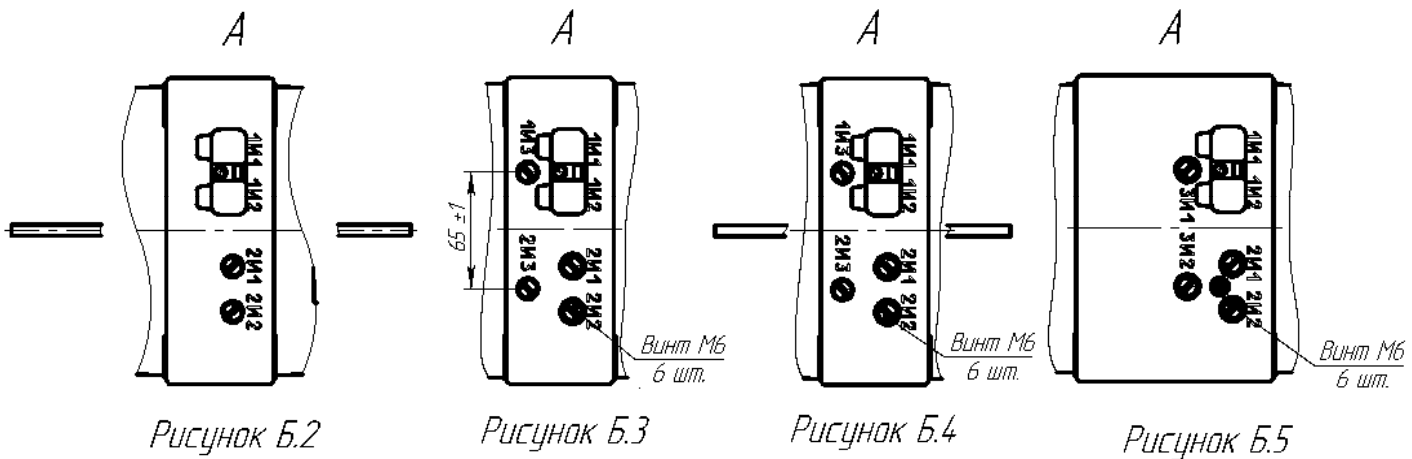 А
1И1 1И2
2И1 2И2
Рисунок Б.2
А
1И3
1И1 1И2
65 ±1
2И3
2И1 2И2
Винт М6
6 шт.
Рисунок Б.3
А
1И3
1И1 1И2
2И3
2И1 2И2
Винт М6
6 шт.
Рисунок Б.4
А
1И1 1И2
3И1 3И2
2И1 2И2
Винт М6
6 шт.
Рисунок Б.5